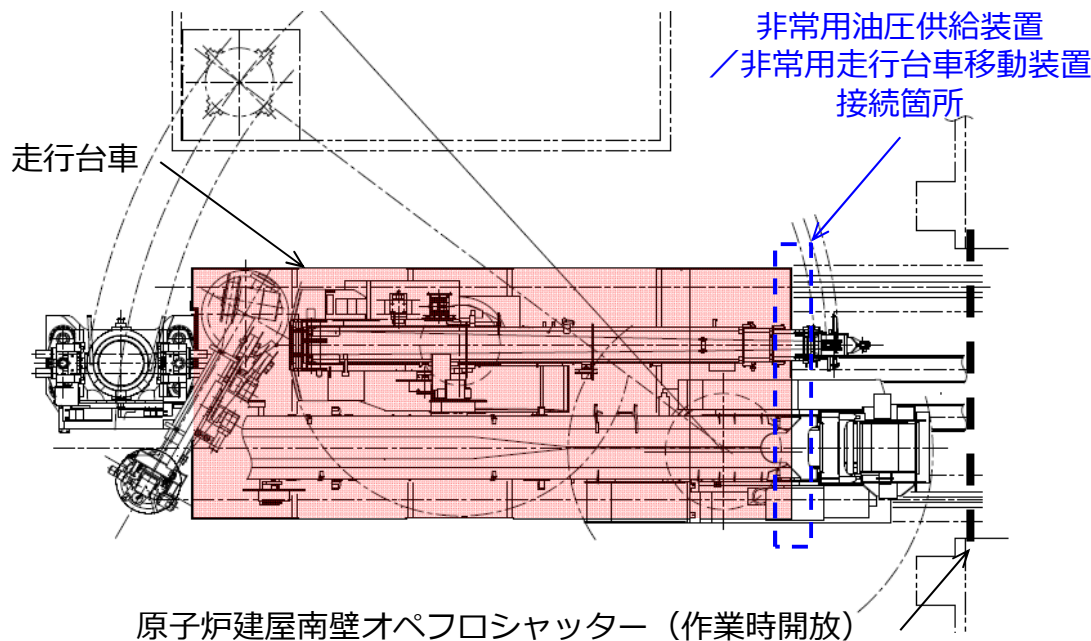 非常用油圧供給装置
／非常用走行台車移動装置
接続箇所
走行台車
原子炉建屋南壁オペフロシャッター（作業時開放）